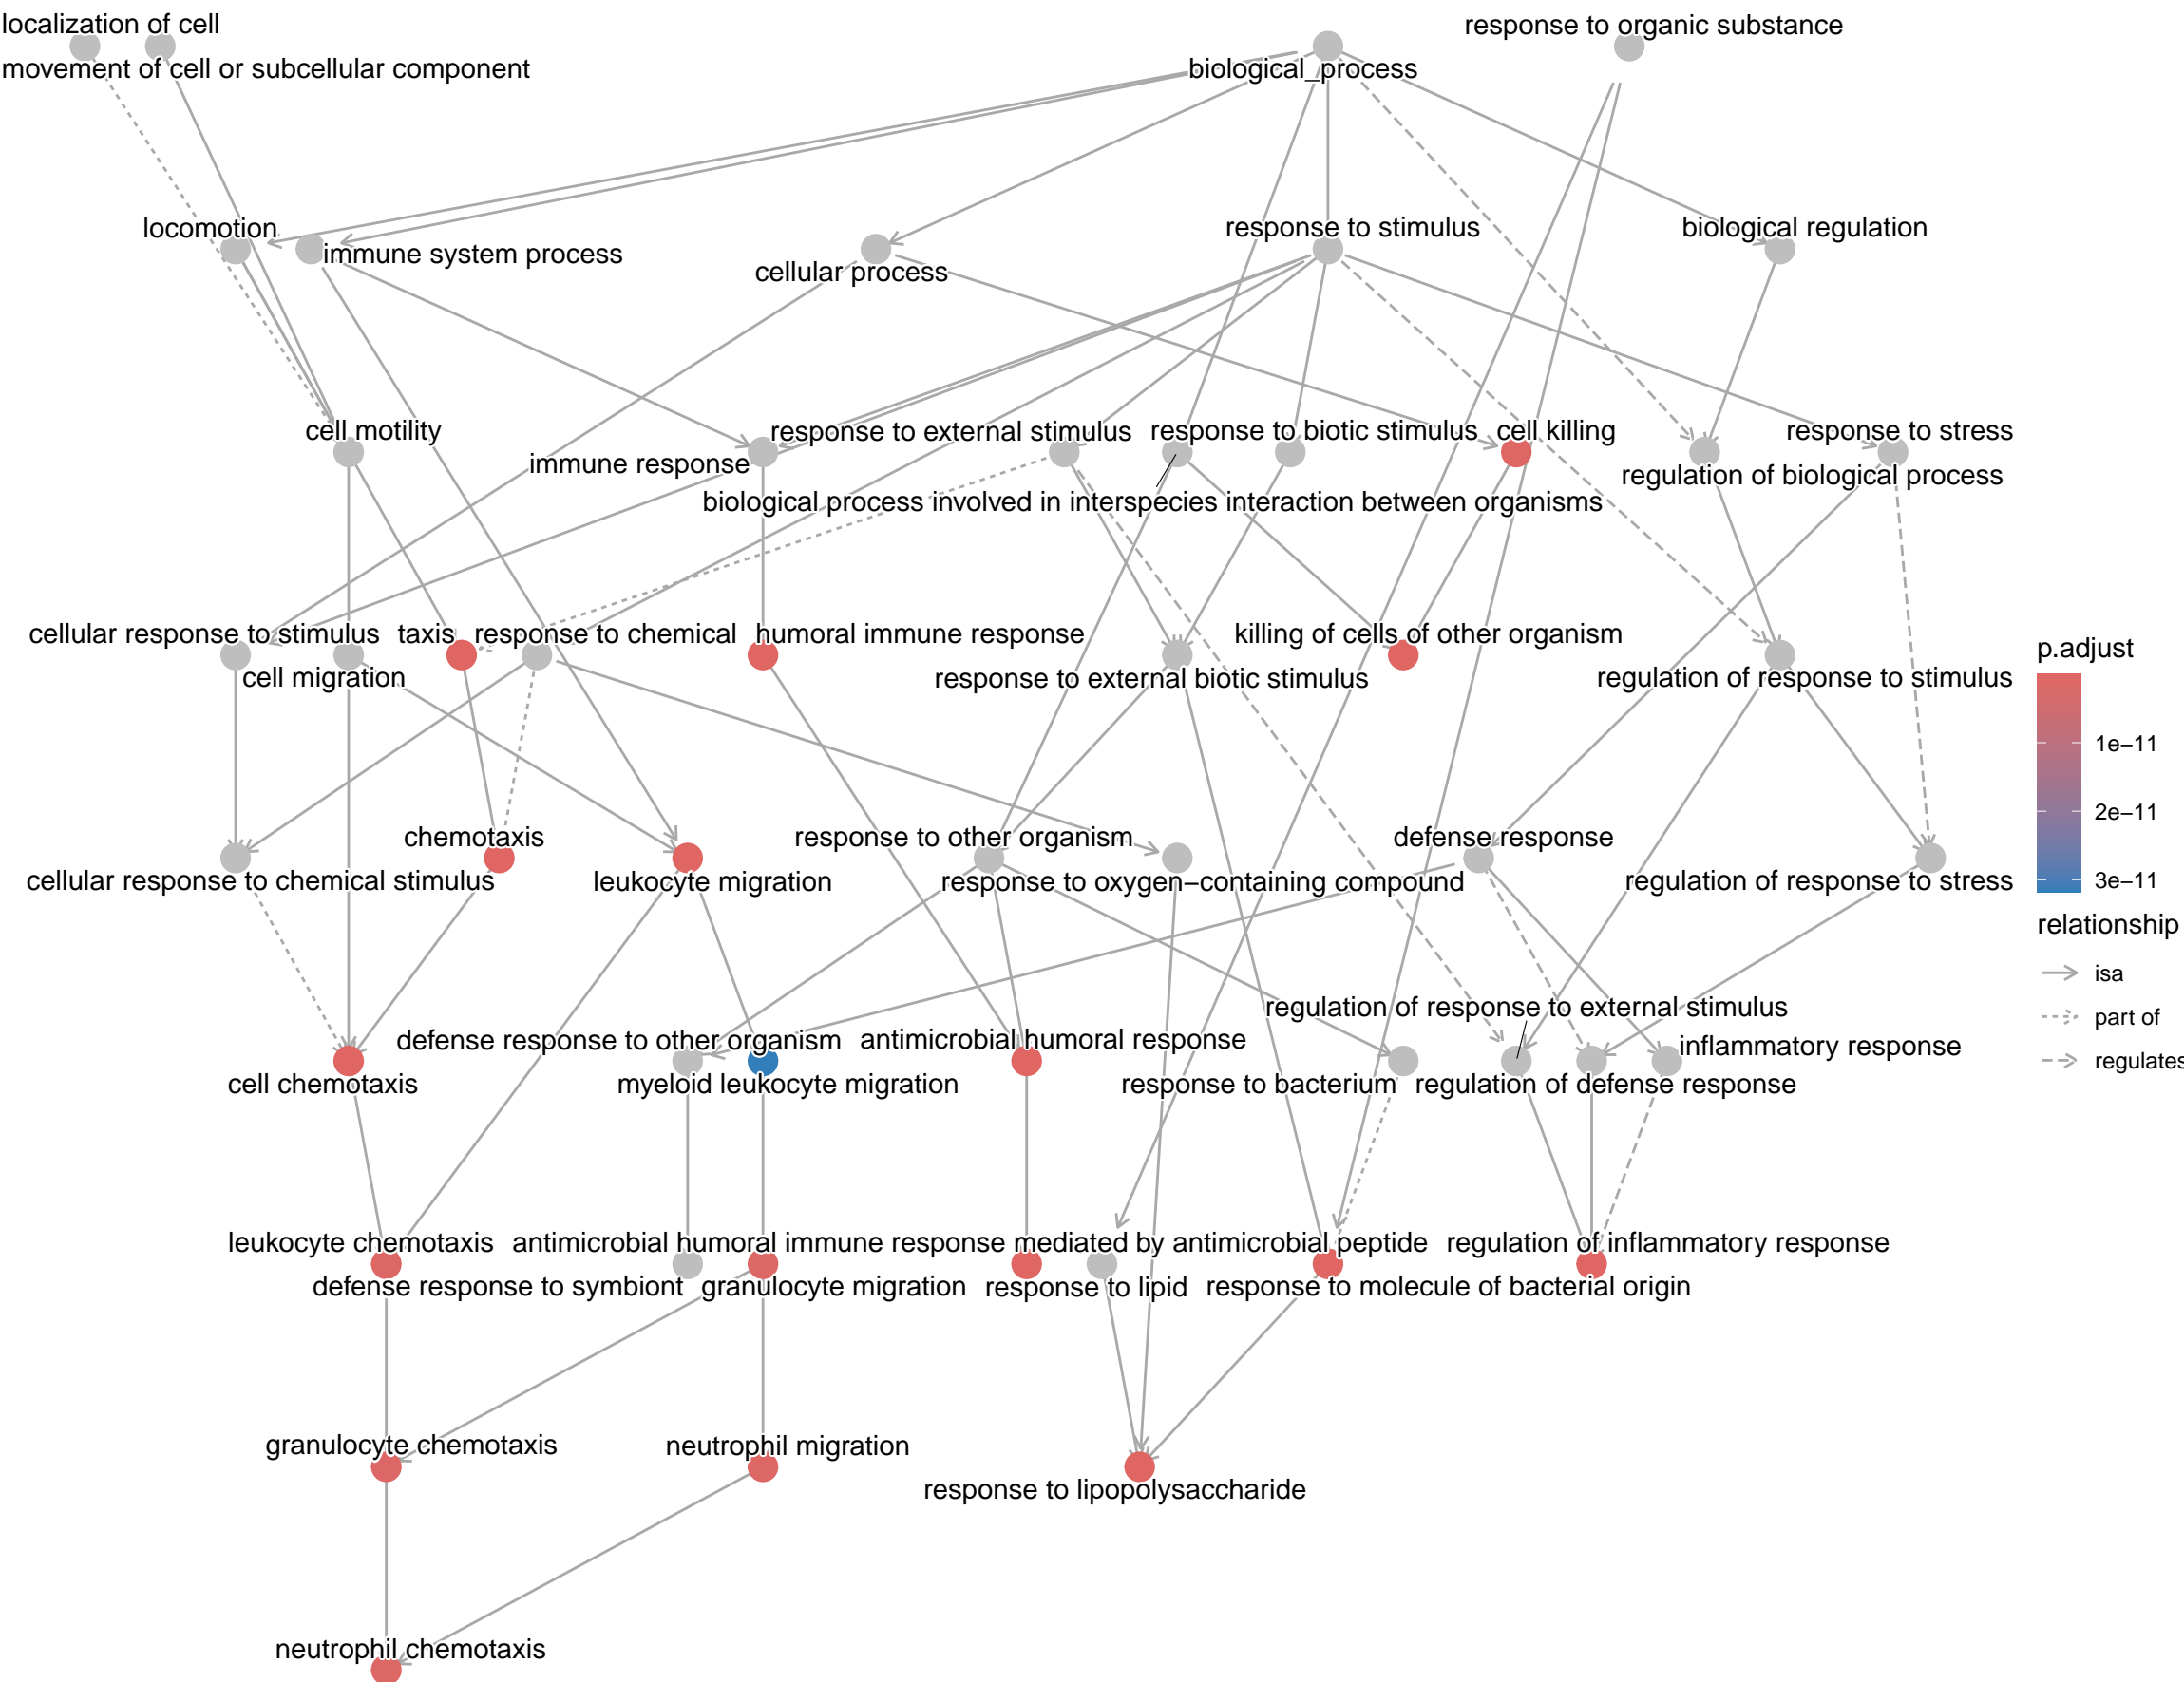 localization of cell
response to organic substance
movement of cell or subcellular component
biological_process
locomotion
response to stimulus
biological regulation
immune system process
cellular process
cell motility
response to external stimulus
response to biotic stimulus
cell killing
response to stress
immune response
regulation of biological process
biological process involved in interspecies interaction between organisms
cellular response to stimulus
taxis
response to chemical
humoral immune response
killing of cells of other organism
cell migration
response to external biotic stimulus
regulation of response to stimulus
chemotaxis
response to other organism
defense response
cellular response to chemical stimulus
leukocyte migration
response to oxygen−containing compound
regulation of response to stress
regulation of response to external stimulus
defense response to other organism
antimicrobial humoral response
inflammatory response
cell chemotaxis
myeloid leukocyte migration
response to bacterium
regulation of defense response
leukocyte chemotaxis
antimicrobial humoral immune response mediated by antimicrobial peptide
regulation of inflammatory response
defense response to symbiont
granulocyte migration
response to lipid
response to molecule of bacterial origin
granulocyte chemotaxis
neutrophil migration
response to lipopolysaccharide
neutrophil chemotaxis
p.adjust
1e−11
2e−11
3e−11
relationship
isa
part of
regulates